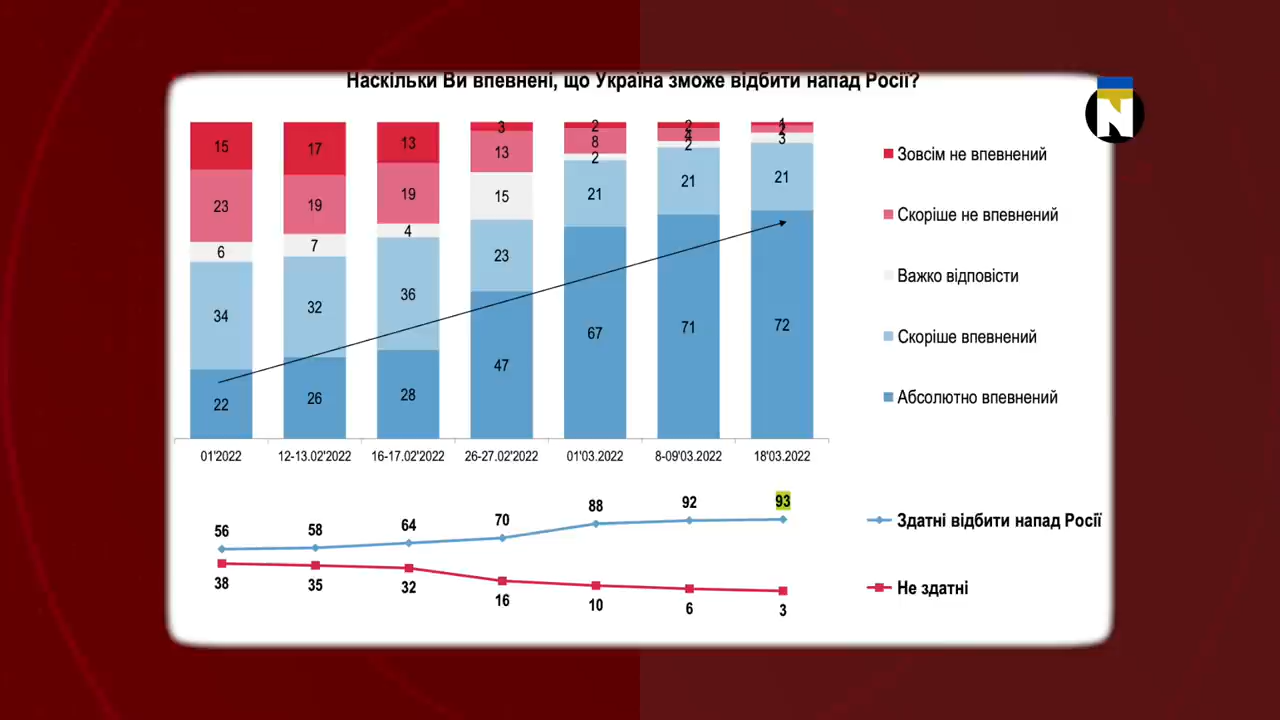 Наскільки Ви впевнені, що Україна зможе відбити напад Росії?
N
15 17 13 3 2 2 1
23 19 19 13 8 4 2
6 7 4 15 2 2 3
34 32 36 23 21 21 21
22 26 28 47 67 71 72
01'2022 12-13.02'2022 16-17.02'2022 26-27.02'2022 01'03.2022 8-09'03.2022 18'03.2022
Зовсім не впевнений
Скоріше не впевнений
Важко відповісти
Скоріше впевнений
Абсолютно впевнений
56 58 64 70 88 92 93
38 35 32 16 10 6 3
Здатні відбити напад Росії
Не здатні